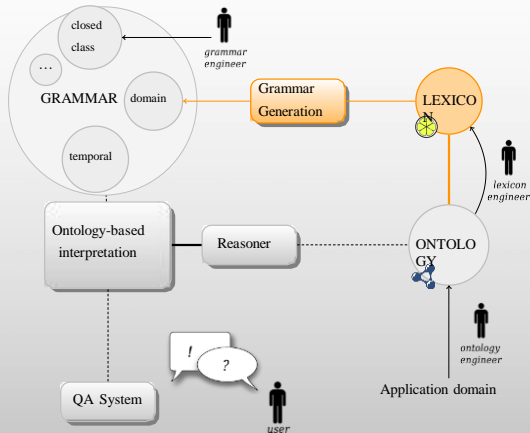 closed
class
...
GRAMMAR
domain
temporal
grammar
engineer
Grammar
Generation
LEXICO
N
lexicon
engineer
Ontology-based
interpretation
Reasoner
ONTOLO
GY
ontology
engineer
Application domain
!
?
QA System
user